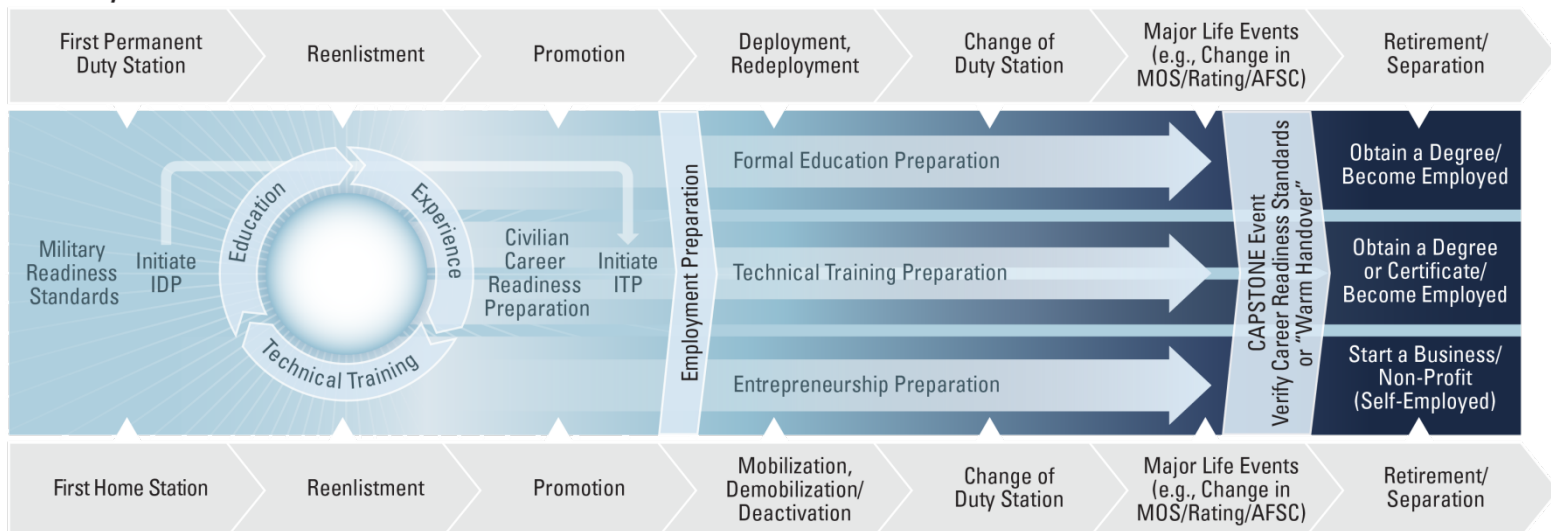 First Permanent
Duty Station
Reenlistment
Promotion
Deployment,
Redeployment
Change of
Duty Station
Major Life Events
(e.g., Change in
MOS/Rating/AFSC)
Retirement/
Separation
Military
Readiness
Standards
Initiate
IDP
Education
Experience
Technical Training
Civilian
Career
Readiness
Preparation
Initiate
ITP
Employment Preparation
Formal Education Preparation
Technical Training Preparation
Entrepreneurship Preparation
CAPSTONE Event
Verify Career Readiness Standards
or “Warm Handover”
Obtain a Degree/
Become Employed
Obtain a Degree
or Certificate/
Become Employed
Start a Business/
Non-Profit
(Self-Employed)
First Home Station
Reenlistment
Promotion
Mobilization,
Demobilization/
Deactivation
Change of
Duty Station
Major Life Events
(e.g., Change in
MOS/Rating/AFSC)
Retirement/
Separation